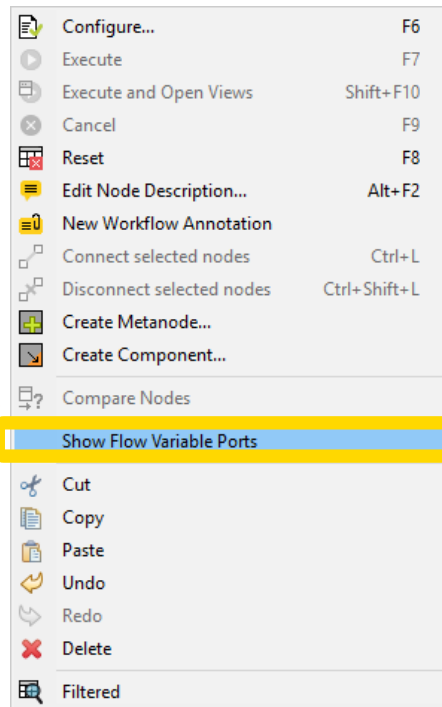 Configure... F6
Execute F7
Execute and Open Views Shift+F10
Cancel F9
Reset F8
Edit Node Description... Alt+F2
New Workflow Annotation
Connect selected nodes Ctrl+L
Disconnect selected nodes Ctrl+Shift+L
Create Metanode...
Create Component...
Compare Nodes
Show Flow Variable Ports
Cut
Copy
Paste
Undo
Redo
Delete
Filtered